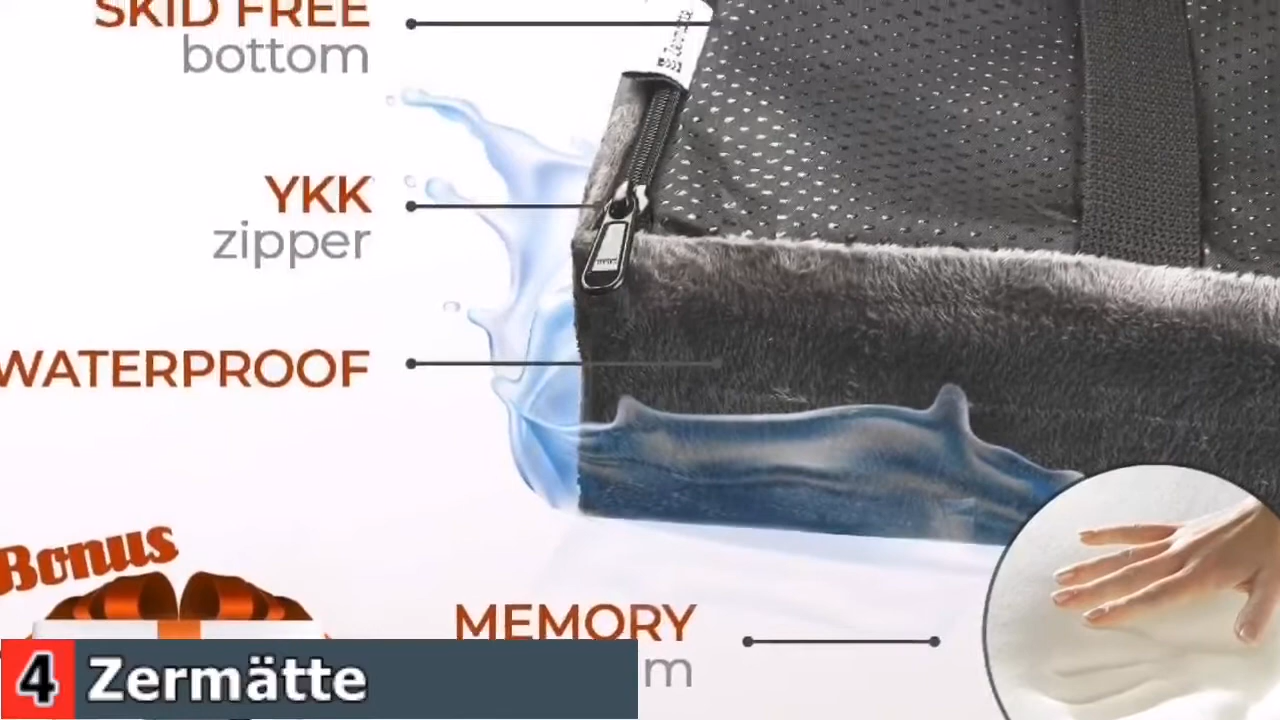 SKID FREE
bottom
YKK
zipper
WATERPROOF
Bonus
MEMORY
m
4 Zermätte